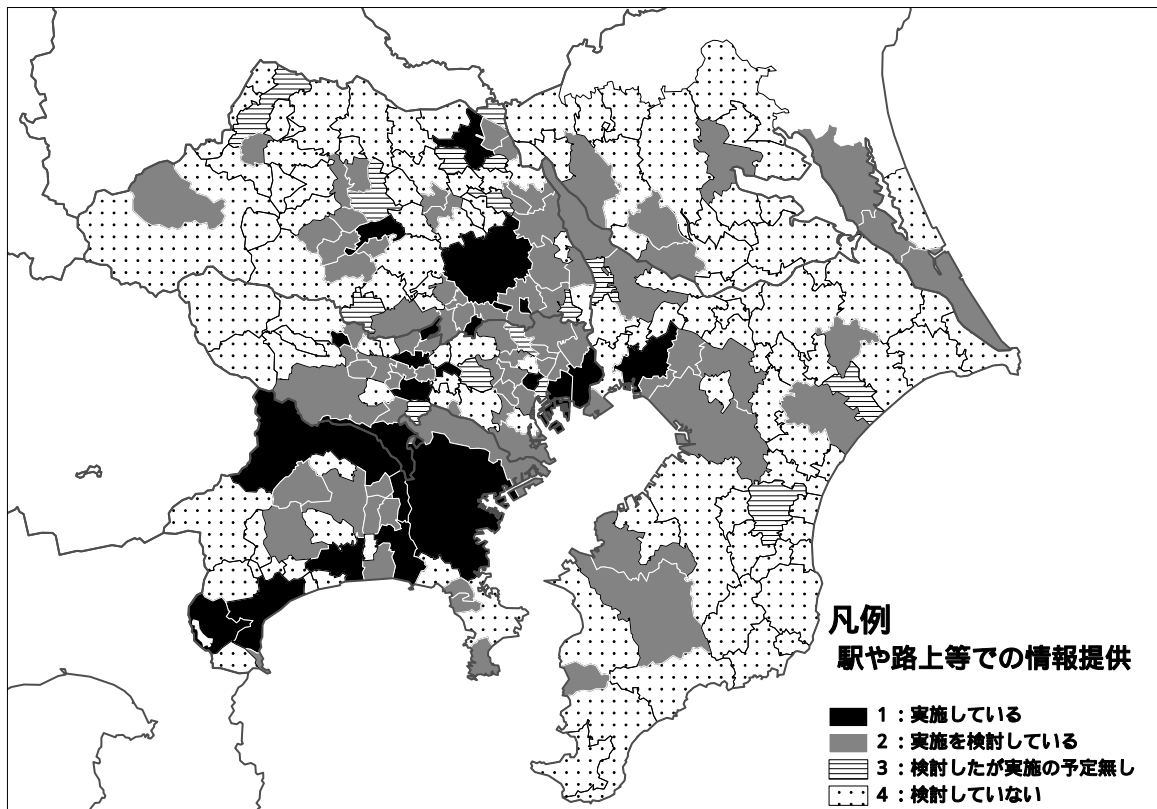 凡例
駅や路上等での情報提供
1：実施している
2：実施を検討している
3：検討したが実施の予定無し
4：検討していない